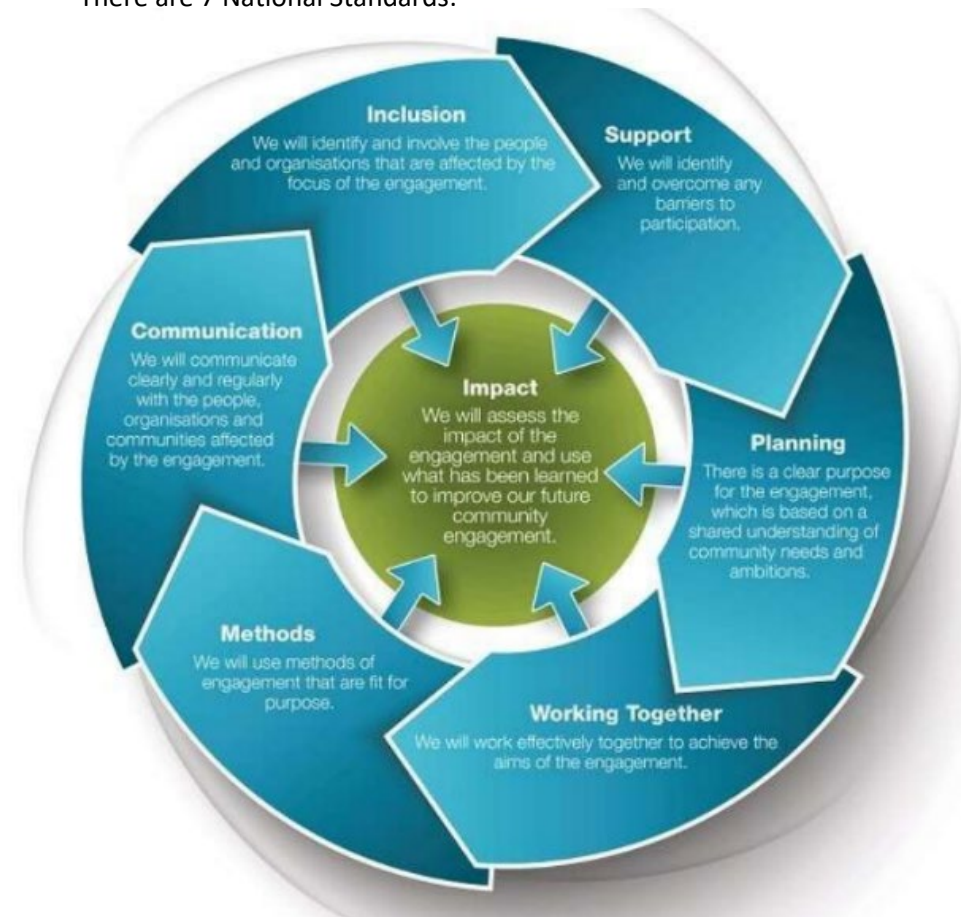 There are 7 National Standards:
Inclusion
We will identify and involve the people
and organisations that are affected by the
focus of the engagement.
Support
We will identify
and overcome any
barriers to
participation.
Planning
There is a clear purpose
for the engagement,
which is based on a
shared understanding of
community needs and
ambitions.
Working Together
We will work effectively together to achieve the
aims of the engagement.
Methods
We will use methods of
engagement that are fit for
purpose.
Communication
We will communicate
clearly and regularly
with the people,
organisations and
communities affected
by the engagement.
Impact
We will assess the
impact of the
engagement and use
what has been learned
to improve our future
community
engagement.